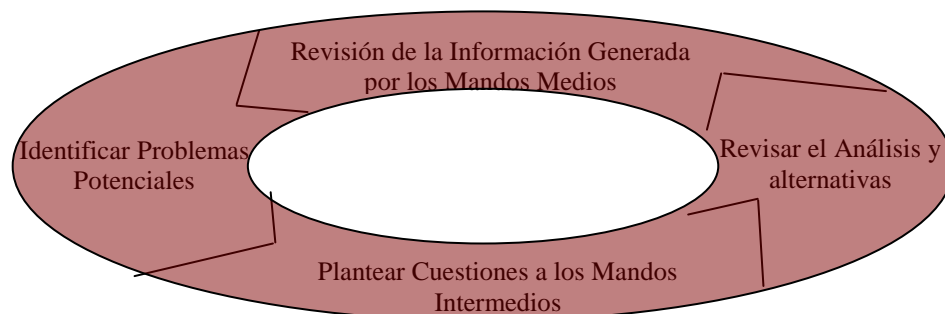 Revisión de la Información Generada
por los Mandos Medios
Identificar Problemas
Potenciales
Revisar el Análisis y
alternativas
Plantear Cuestiones a los Mandos
Intermedios